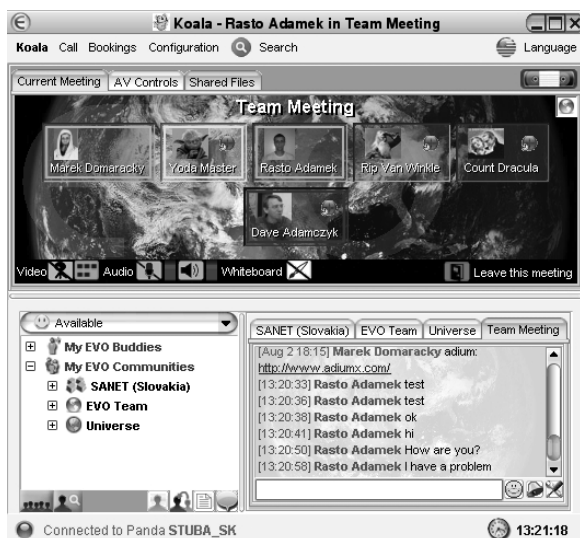 Koala - Rasto Adamek in Team Meeting
Koala Call Bookings Configuration Search Language
Current Meeting AV Controls Shared Files
Team Meeting
Marek Domaracky Yoda Master Rasto Adamek Rip Van Winkle Count Dracula
Dave Adamczyk
Video Audio Whiteboard Leave this meeting
Available
My EVO Buddies
My EVO Communities
SANET (Slovakia)
EVO Team
Universe
SANET (Slovakia) EVO Team Universe Team Meeting
[Aug 2 18:15] Marek Domaracky adium:
http://www.adiumx.com/
[13:20:33] Rasto Adamek test
[13:20:36] Rasto Adamek test
[13:20:38] Rasto Adamek ok
[13:20:41] Rasto Adamek hi
[13:20:50] Rasto Adamek How are you?
[13:20:58] Rasto Adamek I have a problem
Connected to Panda STUBA_SK 13:21:18